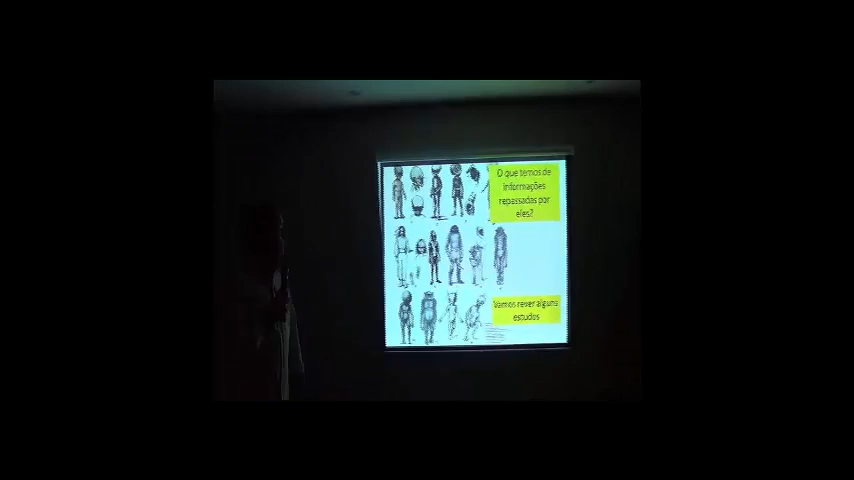 O que temos de
informações
repassadas por
eles?
Vamos rever alguns
estudos